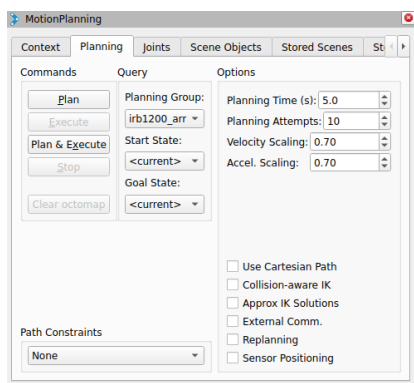 MotionPlanning
Context Planning Joints Scene Objects Stored Scenes St
Commands Query Options
Plan
Execute
Plan & Execute
Stop
Clear octomap
Planning Group:
irb1200_arr
Start State:
<current>
Goal State:
<current>
Planning Time (s): 5.0
Planning Attempts: 10
Velocity Scaling: 0.70
Accel. Scaling: 0.70
Use Cartesian Path
Collision-aware IK
Approx IK Solutions
External Comm.
Replanning
Sensor Positioning
Path Constraints
None